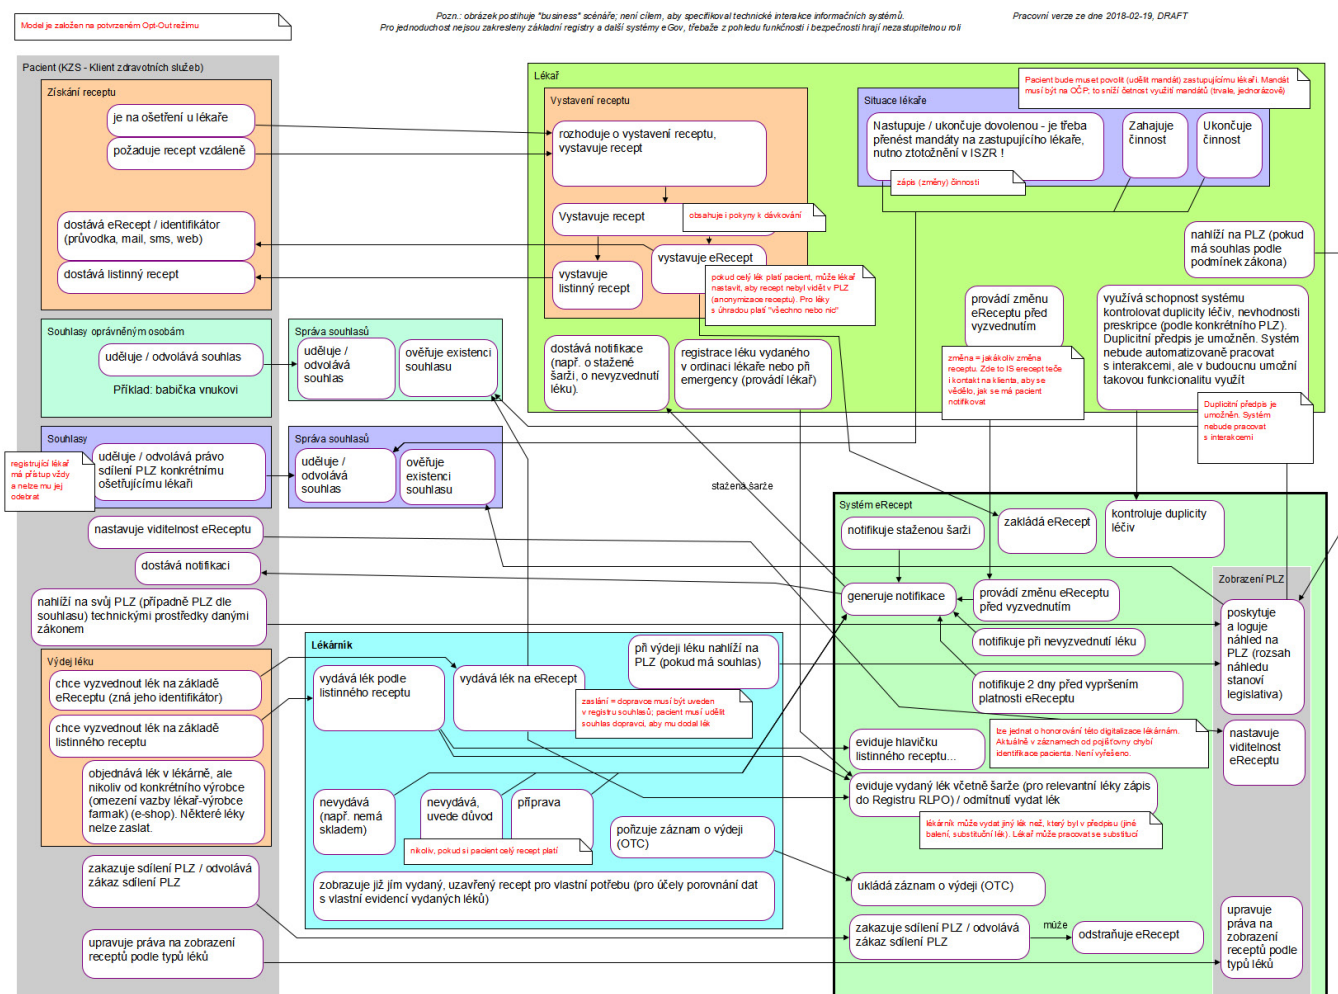 Model je založen na potvrzeném Opt-Out režimu
Pozn.: obrázek postihuje "business" scénáře; není cílem, aby specifikoval technické interakce informačních systémů.
Pro jednoduchost nejsou zakresleny základní registry a další systémy eGov, třebaže z pohledu funkčnosti i bezpečnosti hrají nezastupitelnou roli
Pracovní verze ze dne 2018-02-19, DRAFT
Pacient (KZS - Klient zdravotních služeb)
Získání receptu
je na ošetření u lékaře
požaduje recept vzdáleně
dostává eRecept / identifikátor
(průvodka, mail, sms, web)
dostává listinný recept
Souhlasy oprávněným osobám
uděluje / odvolává souhlas
Příklad: babička vnukovi
Správa souhlasů
uděluje /
odvolává
souhlas
ověřuje existenci
souhlasu
Souhlasy
uděluje / odvolává právo
sdílení PLZ konkrétnímu
ošetřujícímu lékaři
registrující lékař
má přístup vždy
a nelze mu jej
odebrat
Správa souhlasů
uděluje /
odvolává
souhlas
ověřuje
existenci
souhlasu
nastavuje viditelnost eReceptu
dostává notifikaci
nahlíží na svůj PLZ (případně PLZ dle
souhlasu) technickými prostředky danými
zákonem
Výdej léku
chce vyzvednout lék na základě
eReceptu (zná jeho identifikátor)
chce vyzvednout lék na základě
listinného receptu
objednává lék v lékárně, ale
nikoliv od konkrétního výrobce
(omezení vazby lékař-výrobce
farmak) (e-shop). Některé léky
nelze zaslat.
zakazuje sdílení PLZ / odvolává
zákaz sdílení PLZ
upravuje práva na zobrazení
receptů podle typů léků
Lékař
Vystavení receptu
rozhoduje o vystavení receptu,
vystavuje recept
Vystavuje recept
obsahuje i pokyny k dávkování
vystavuje
listinný recept
vystavuje eRecept
pokud celý lék platí pacient, může lékař
nastavit, aby recept nebyl vidět v PLZ
(anonymizace receptu). Pro léky
s úhradou platí "všechno nebo nic"
Situace lékaře
Pacient bude muset povolit (udělit mandát) zastupujícímu lékaři. Mandát
musí být na OČP; to sníží četnost využití mandátů (trvale, jednorázově)
Nastupuje / ukončuje dovolenou - je třeba
přenést mandáty na zastupujícího lékaře,
nutno ztotožnění v ISZR !
Zahajuje
činnost
Ukončuje
činnost
zápis (změny) činnosti
nahlíží na PLZ (pokud
má souhlas podle
podmínek zákona)
dostává notifikace
(např. o stažené
šarži, o nevyzvednutí
léku).
registrace léku vydaného
v ordinaci lékaře nebo při
emergency (provádí lékař)
provádí změnu
eReceptu před
vyzvednutím
změna = jakákoliv změna
receptu. Zde to IS erecept teče
i kontakt na klienta, aby se
vědělo, jak se má pacient
notifikovat
využívá schopnost systému
kontrolovat duplicity léčiv, nevhodnosti
preskripce (podle konkrétního PLZ).
Duplicitní předpis je umožněn. Systém
nebude automatizovaně pracovat
s interakcemi, ale v budoucnu umožní
takovou funkcionalitu využít
Duplicitní předpis je
umožněn. Systém
nebude pracovat
s interakcemi
stažená šarže
Lékárník
vydává lék podle
listinného receptu
vydává lék na eRecept
při výdeji léku nahlíží na
PLZ (pokud má souhlas)
zaslání = dopravce musí být uveden
v registru souhlasů; pacient musí udělit
souhlas dopravci, aby mu dodal lék
nevydává
(např. nemá
skladem)
nevydává,
uvede důvod
příprava
nikoliv, pokud si pacient celý recept platí
pořizuje záznam o výdeji
(OTC)
zobrazuje již jím vydaný, uzavřený recept pro vlastní potřebu (pro účely porovnání dat
s vlastní evidencí vydaných léků)
Systém eRecept
notifikuje staženou šarži
zakládá eRecept
kontroluje duplicity
léčiv
generuje notifikace
provádí změnu eReceptu
před vyzvednutím
notifikuje při nevyzvednutí léku
notifikuje 2 dny před vypršením
platnosti eReceptu
eviduje hlavičku
listinného receptu...
lze jednat o honorování této digitalizace lékárnám.
Aktuálně v záznamech od pojišťovny chybí
identifikace pacienta. Není vyřešeno.
eviduje vydaný lék včetně šarže (pro relevantní léky zápis
do Registru RLPO) / odmítnutí vydat lék
lékárník může vydat jiný lék než, který byl v předpisu (jiné
balení, substituční lék). Lékař může pracovat se substitucí
ukládá záznam o výdeji (OTC)
zakazuje sdílení PLZ / odvolává
zákaz sdílení PLZ
může
odstraňuje eRecept
Zobrazení PLZ
poskytuje
a loguje
náhled na
PLZ (rozsah
náhledu
stanoví
legislativa)
nastavuje
viditelnost
eReceptu
upravuje
práva na
zobrazení
receptů podle
typů léků